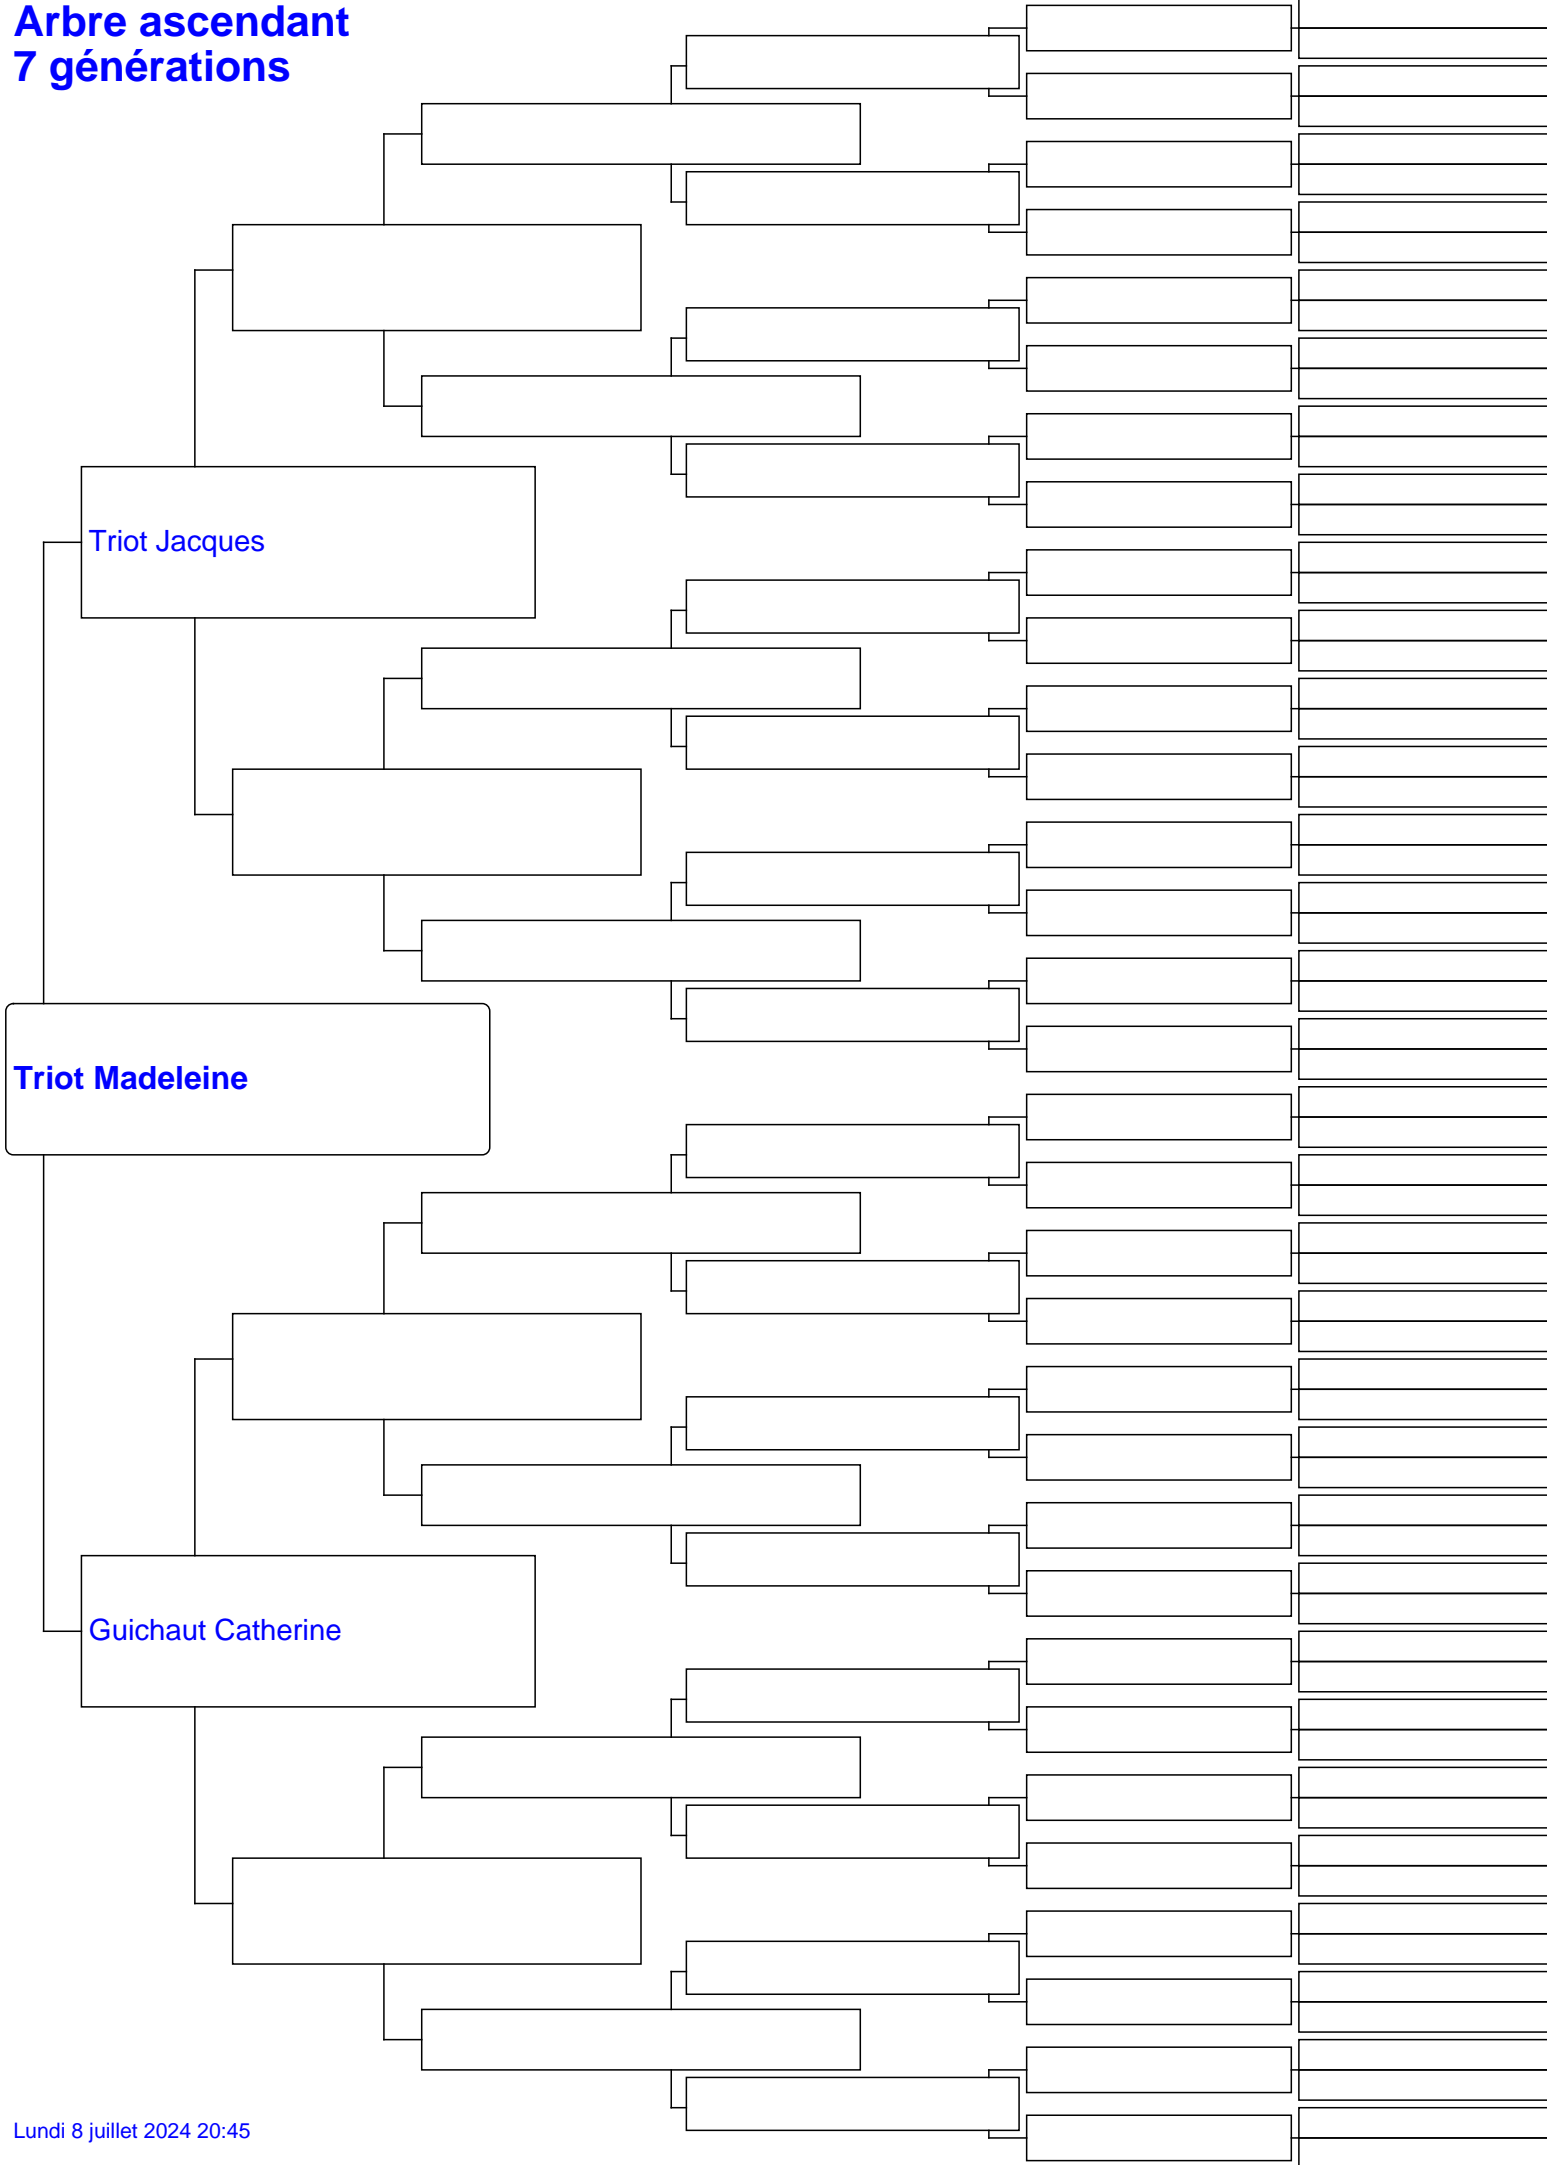 Arbre ascendant
7 générations
Triot Jacques
Triot Madeleine
Guichaut Catherine
Lundi 8 juillet 2024 20:45